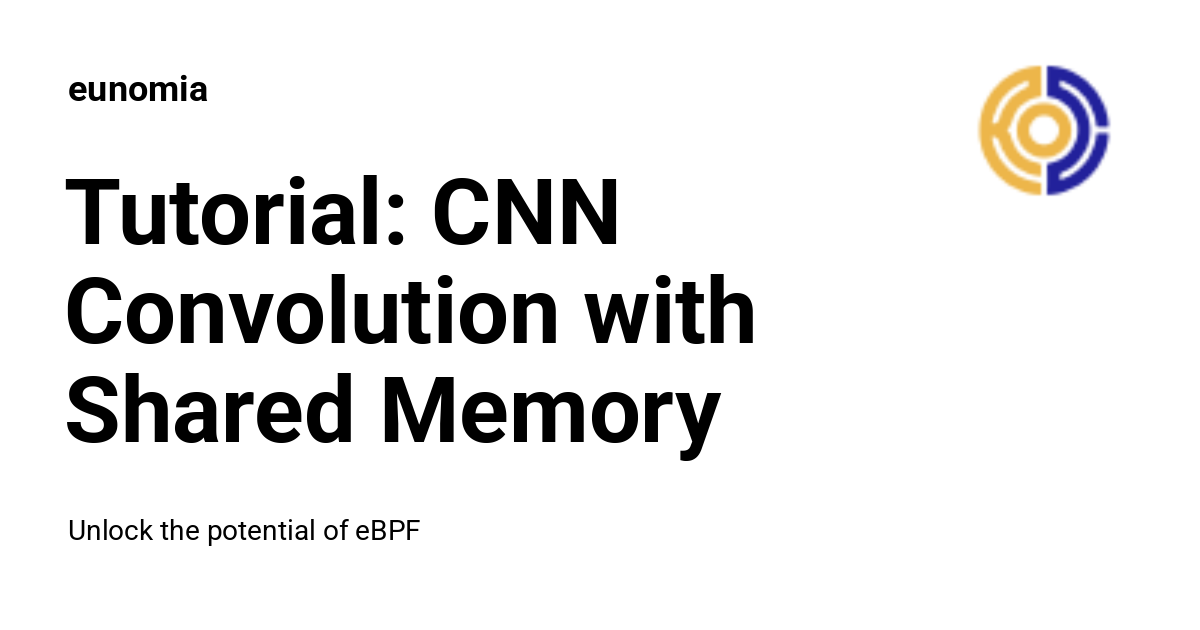 eunomia
Tutorial: CNN
Convolution with
Shared Memory
Unlock the potential of eBPF